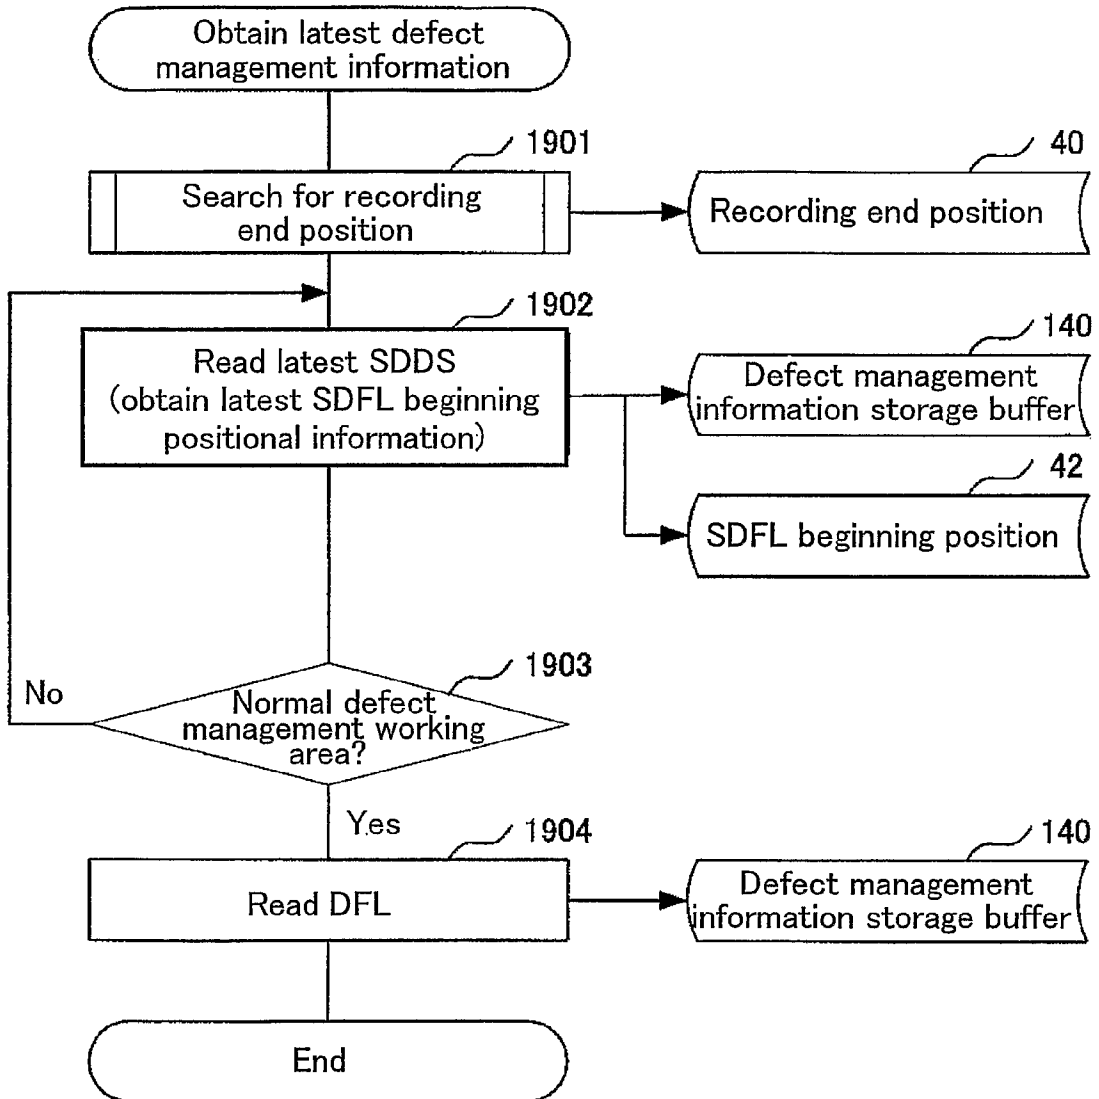 Obtain latest defect
management information
1901
Search for recording
end position
40
Recording end position
1902
Read latest SDDS
(obtain latest SDFL beginning
positional information)
140
Defect management
information storage buffer
42
SDFL beginning position
1903
No
Normal defect
management working
area?
Yes
1904
Read DFL
140
Defect management
information storage buffer
End